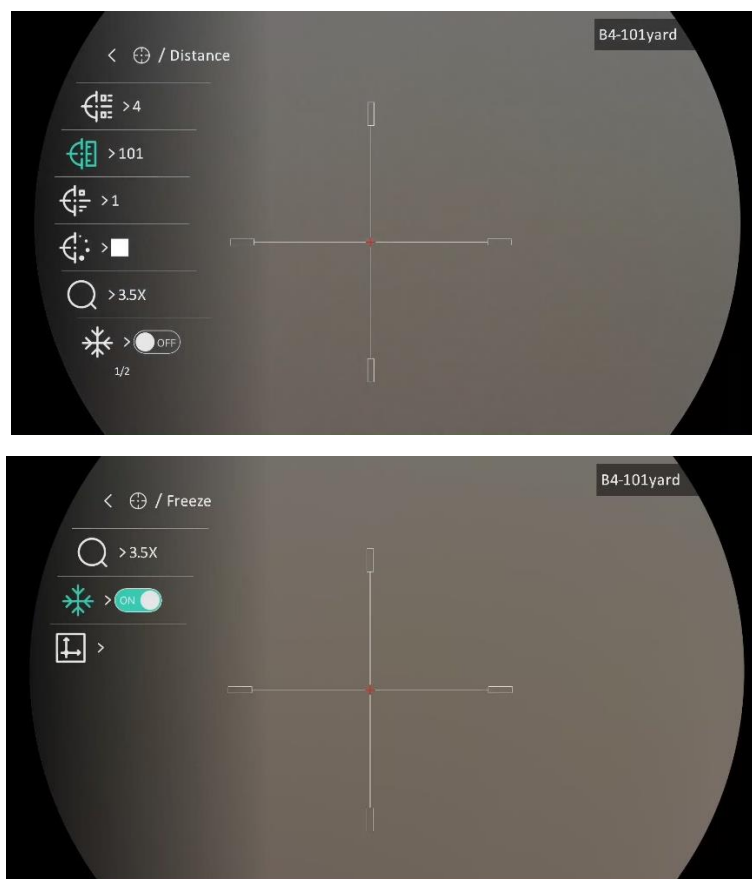 B4-101yard
< / Distance
>4
>101
>1
>
>3.5X
> OFF
1/2
B4-101yard
< / Freeze
>3.5X
> ON
>